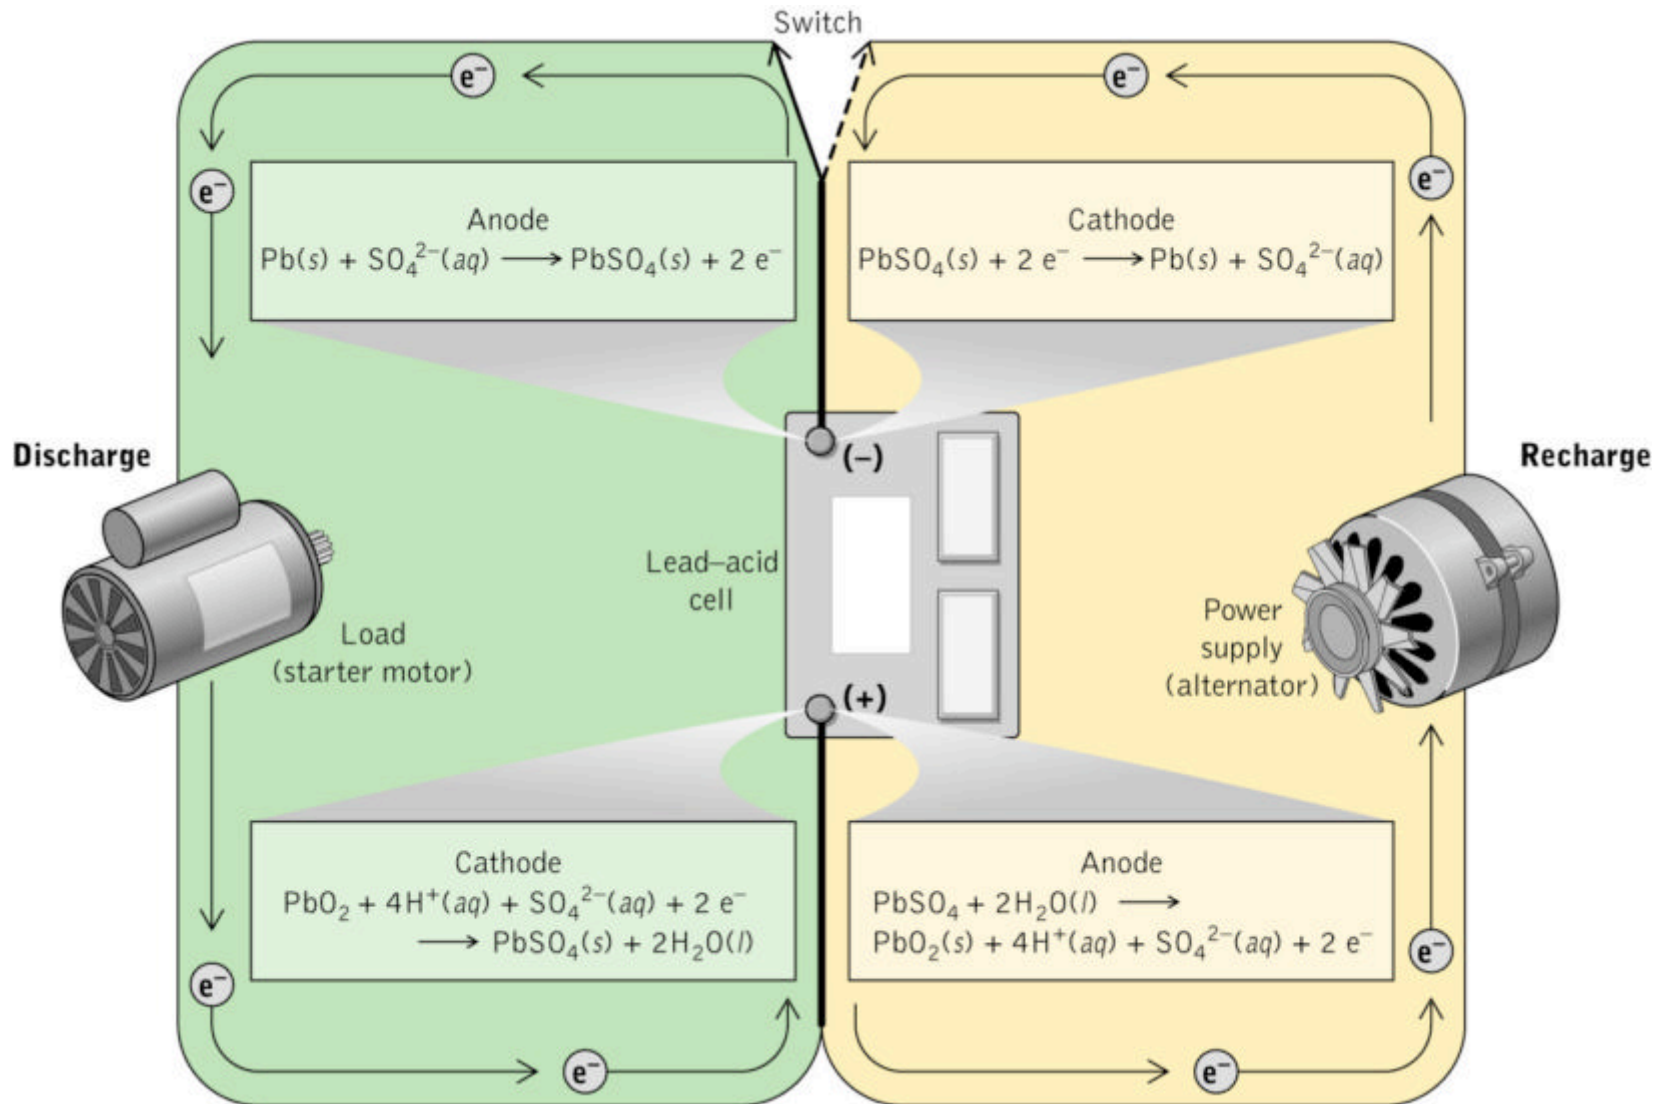 Switch
e⁻
e⁻
e⁻
e⁻
Anode
Pb(s) + SO₄²⁻(aq) ⟶ PbSO₄(s) + 2 e⁻
Cathode
PbSO₄(s) + 2 e⁻ ⟶ Pb(s) + SO₄²⁻(aq)
Discharge
(–)
Recharge
Lead–acid
cell
Load
(starter motor)
Power
supply
(alternator)
(+)
Cathode
PbO₂ + 4H⁺(aq) + SO₄²⁻(aq) + 2 e⁻
⟶ PbSO₄(s) + 2H₂O(l)
Anode
PbSO₄ + 2H₂O(l) ⟶
PbO₂(s) + 4H⁺(aq) + SO₄²⁻(aq) + 2 e⁻
e⁻
e⁻
e⁻
e⁻